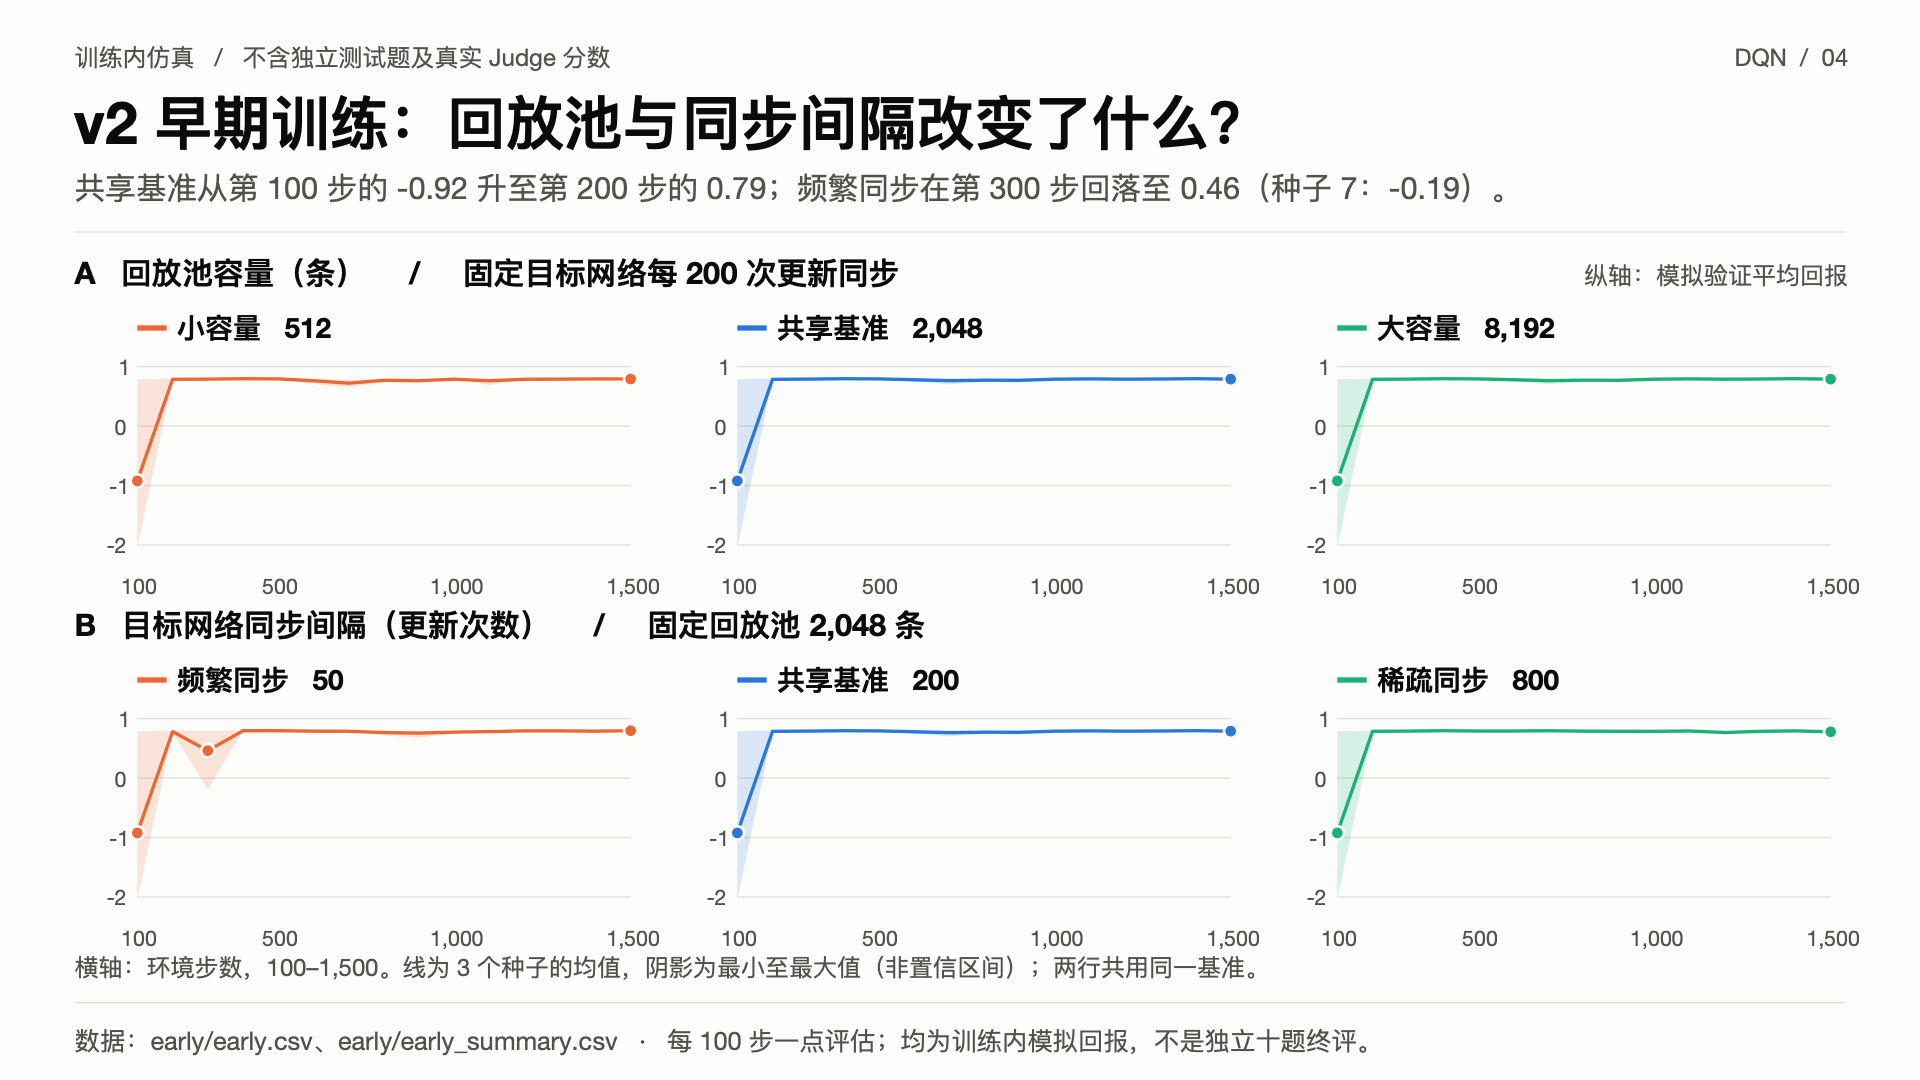 训练内仿真 / 不含独立测试题及真实 Judge 分数
DQN / 04
v2 早期训练：回放池与同步间隔改变了什么？
共享基准从第 100 步的 -0.92 升至第 200 步的 0.79；频繁同步在第 300 步回落至 0.46（种子 7：-0.19）。
A 回放池容量（条） / 固定目标网络每 200 次更新同步
纵轴：模拟验证平均回报
小容量 512
共享基准 2,048
大容量 8,192
1
0
-1
-2
100 500 1,000 1,500
1
0
-1
-2
100 500 1,000 1,500
1
0
-1
-2
100 500 1,000 1,500
B 目标网络同步间隔（更新次数） / 固定回放池 2,048 条
频繁同步 50
共享基准 200
稀疏同步 800
1
0
-1
-2
100 500 1,000 1,500
1
0
-1
-2
100 500 1,000 1,500
1
0
-1
-2
100 500 1,000 1,500
横轴：环境步数，100–1,500。线为 3 个种子的均值，阴影为最小至最大值（非置信区间）；两行共用同一基准。
数据：early/early.csv、early/early_summary.csv · 每 100 步一点评估；均为训练内模拟回报，不是独立十题终评。